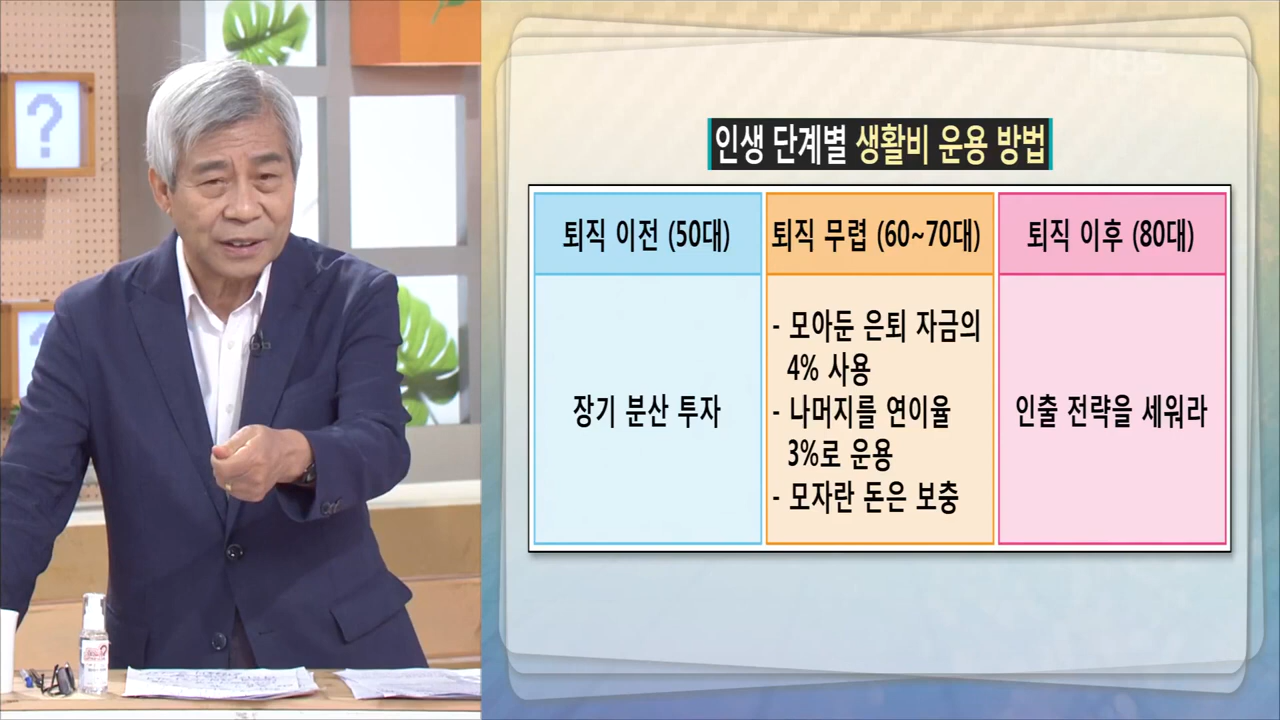 KBS
인생 단계별 생활비 운용 방법
퇴직 이전 (50대)
퇴직 무렵 (60~70대)
퇴직 이후 (80대)
장기 분산 투자
- 모아둔 은퇴 자금의
4% 사용
- 나머지를 연이율
3%로 운용
- 모자란 돈은 보충
인출 전략을 세워라
?
?